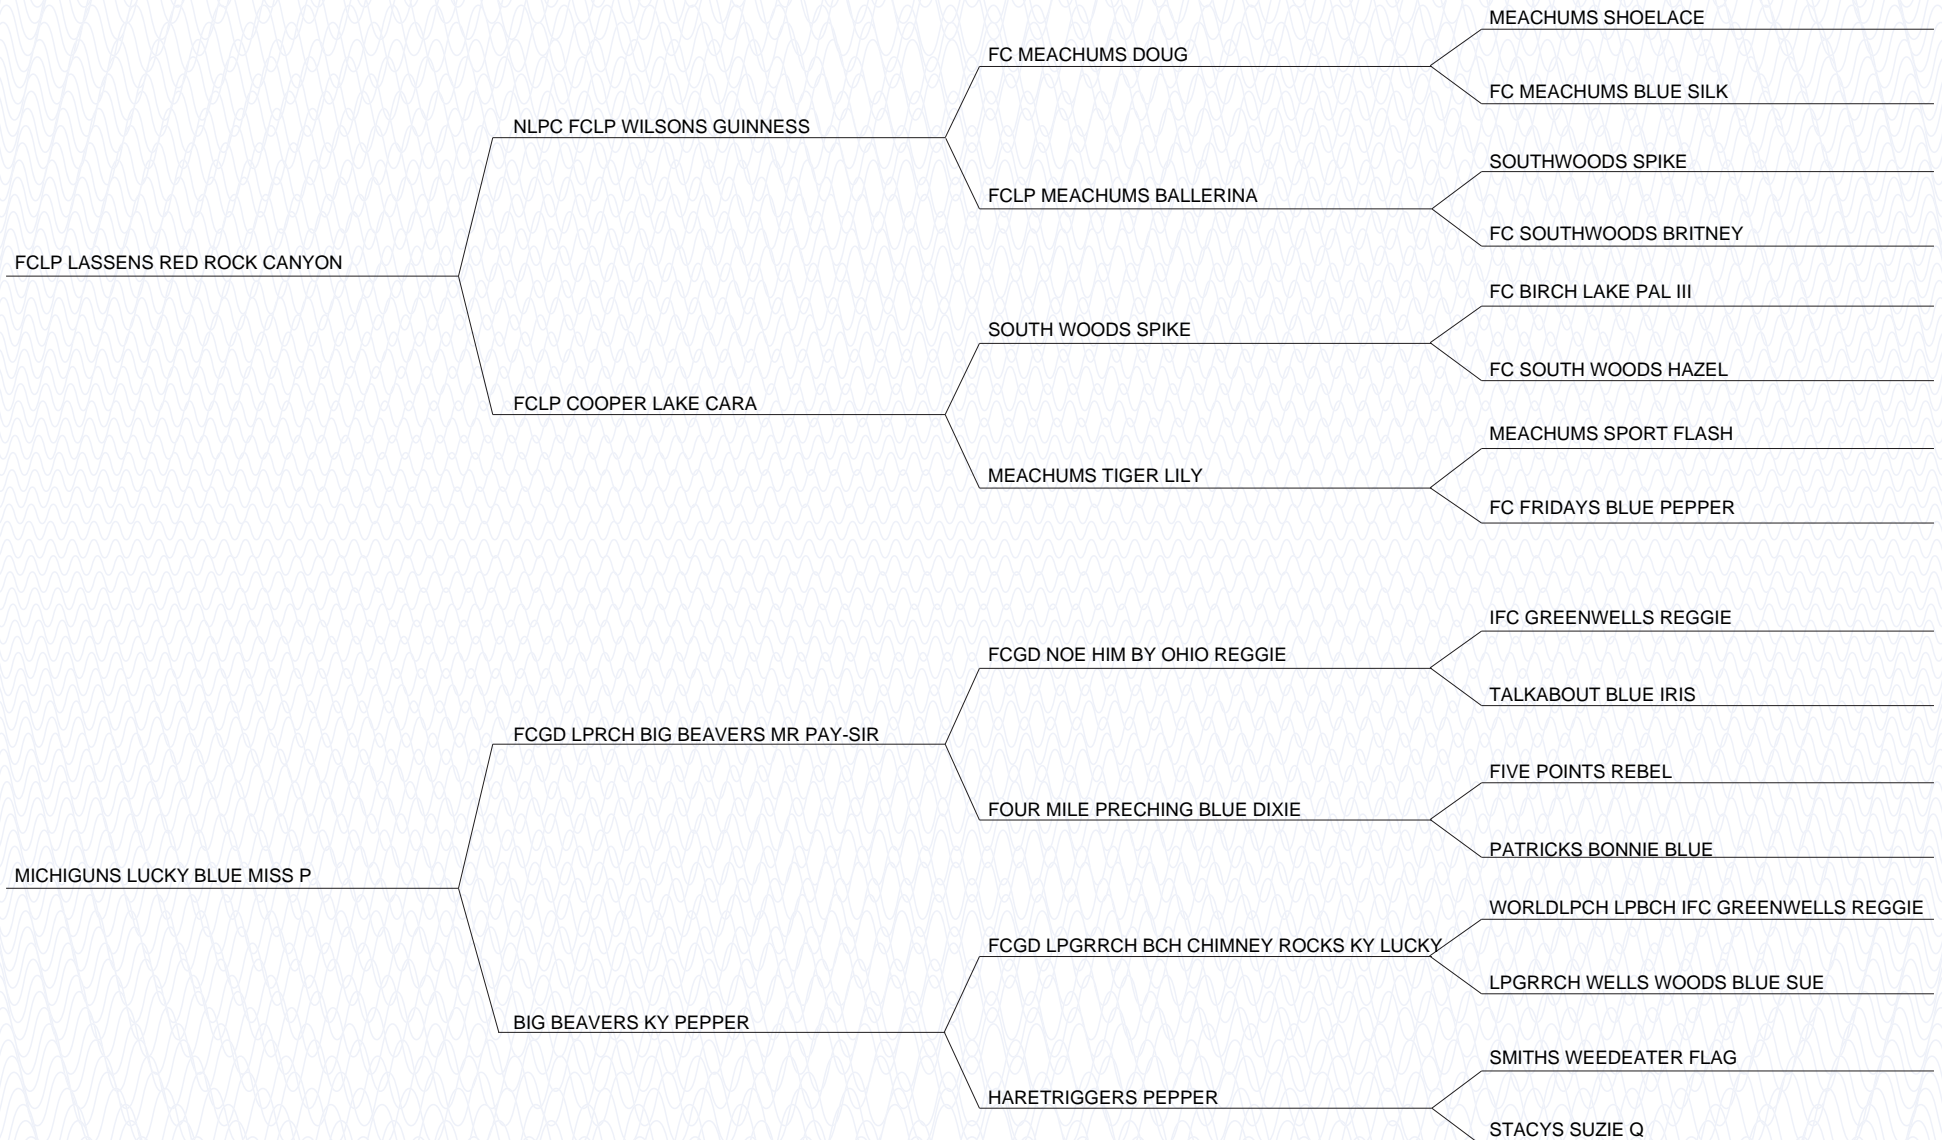 MEACHUMS SHOELACE
FC MEACHUMS DOUG
FC MEACHUMS BLUE SILK
NLPC FCLP WILSONS GUINNESS
SOUTHWOODS SPIKE
FCLP MEACHUMS BALLERINA
FC SOUTHWOODS BRITNEY
FCLP LASSENS RED ROCK CANYON
FC BIRCH LAKE PAL III
SOUTH WOODS SPIKE
FC SOUTH WOODS HAZEL
FCLP COOPER LAKE CARA
MEACHUMS SPORT FLASH
MEACHUMS TIGER LILY
FC FRIDAYS BLUE PEPPER
IFC GREENWELLS REGGIE
FCGD NOE HIM BY OHIO REGGIE
TALKABOUT BLUE IRIS
FCGD LPRCH BIG BEAVERS MR PAY-SIR
FIVE POINTS REBEL
FOUR MILE PRECHING BLUE DIXIE
PATRICKS BONNIE BLUE
MICHIGUNS LUCKY BLUE MISS P
WORLDLPCH LPBCH IFC GREENWELLS REGGIE
FCGD LPGRRCH BCH CHIMNEY ROCKS KY LUCKY
LPGRRCH WELLS WOODS BLUE SUE
BIG BEAVERS KY PEPPER
SMITHS WEEDEATER FLAG
HARETRIGGERS PEPPER
STACYS SUZIE Q